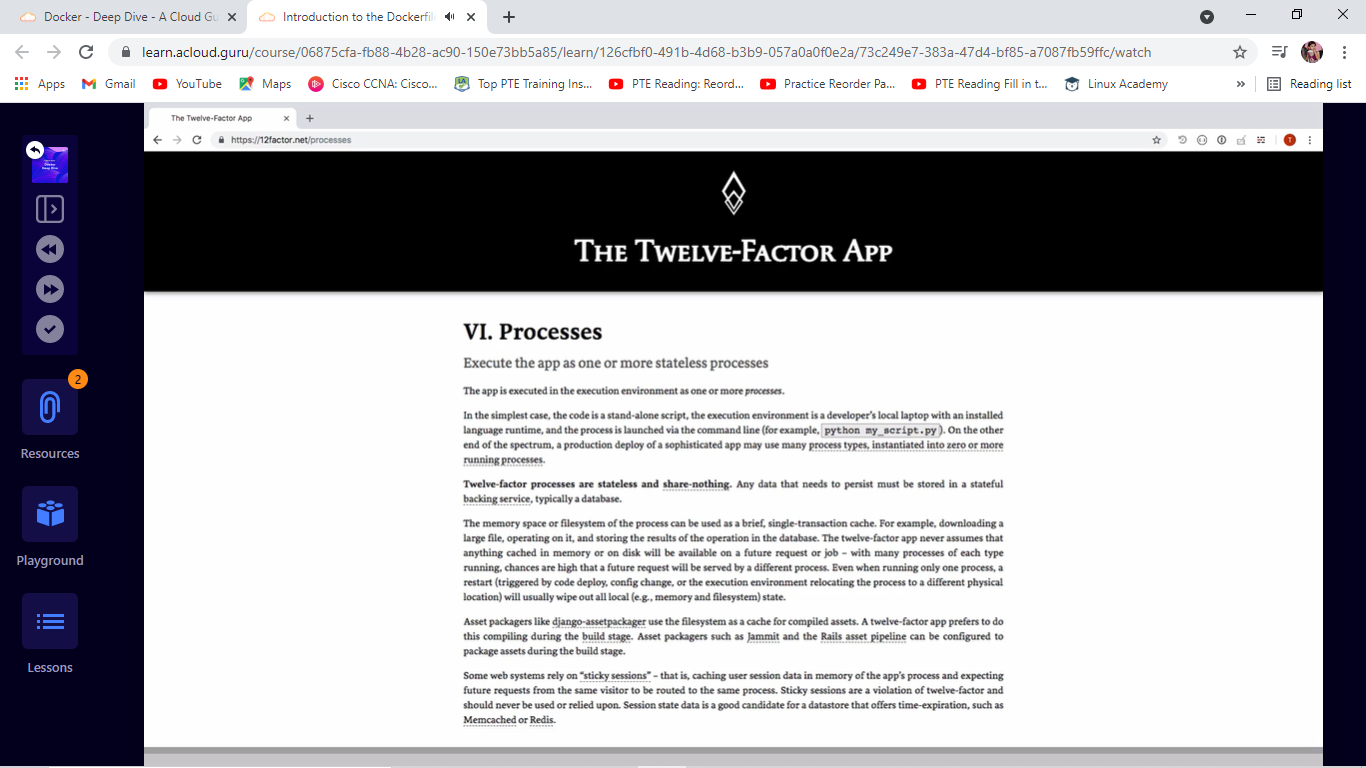 Docker - Deep Dive - A Cloud Gu
Introduction to the Dockerfil
learn.acloud.guru/course/06875cfa-fb88-4b28-ac90-150e73bb5a85/learn/126cfbf0-491b-4d68-b3b9-057a0a0f0e2a/73c249e7-383a-47d4-bf85-a7087fb59ffc/watch
Apps Gmail YouTube Maps Cisco CCNA: Cisco... Top PTE Training Ins... PTE Reading: Reord... Practice Reorder Pa... PTE Reading Fill in t... Linux Academy » Reading list
The Twelve-Factor App
https://12factor.net/processes
Docker
Deep Dive
2
Resources
Playground
Lessons
THE TWELVE-FACTOR APP
VI. Processes
Execute the app as one or more stateless processes
The app is executed in the execution environment as one or more processes.
In the simplest case, the code is a stand-alone script, the execution environment is a developer's local laptop with an installed
language runtime, and the process is launched via the command line (for example, python my_script.py). On the other
end of the spectrum, a production deploy of a sophisticated app may use many process types, instantiated into zero or more
running processes.
Twelve-factor processes are stateless and share-nothing. Any data that needs to persist must be stored in a stateful
backing service, typically a database.
The memory space or filesystem of the process can be used as a brief, single-transaction cache. For example, downloading a
large file, operating on it, and storing the results of the operation in the database. The twelve-factor app never assumes that
anything cached in memory or on disk will be available on a future request or job – with many processes of each type
running, chances are high that a future request will be served by a different process. Even when running only one process, a
restart (triggered by code deploy, config change, or the execution environment relocating the process to a different physical
location) will usually wipe out all local (e.g., memory and filesystem) state.
Asset packagers like django-assetpackager use the filesystem as a cache for compiled assets. A twelve-factor app prefers to do
this compiling during the build stage. Asset packagers such as Jammit and the Rails asset pipeline can be configured to
package assets during the build stage.
Some web systems rely on “sticky sessions” – that is, caching user session data in memory of the app's process and expecting
future requests from the same visitor to be routed to the same process. Sticky sessions are a violation of twelve-factor and
should never be used or relied upon. Session state data is a good candidate for a datastore that offers time-expiration, such as
Memcached or Redis.